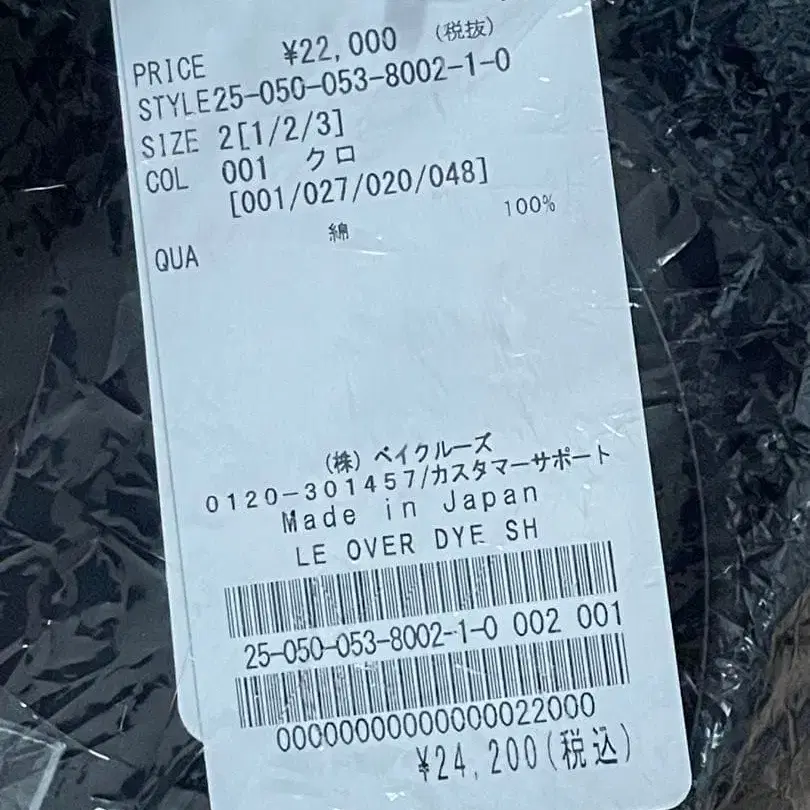 PRICE ¥22,000 (税抜)
STYLE25-050-053-8002-1-0
SIZE 2[1/2/3]
COL 001 クロ
[001/027/020/048]
QUA 綿 100%
(株) ベイクルーズ
0120-301457/カスタマーサポート
Made in Japan
LE OVER DYE SH
25-050-053-8002-1-0 002 001
00000000000000022000
¥24,200(税込)